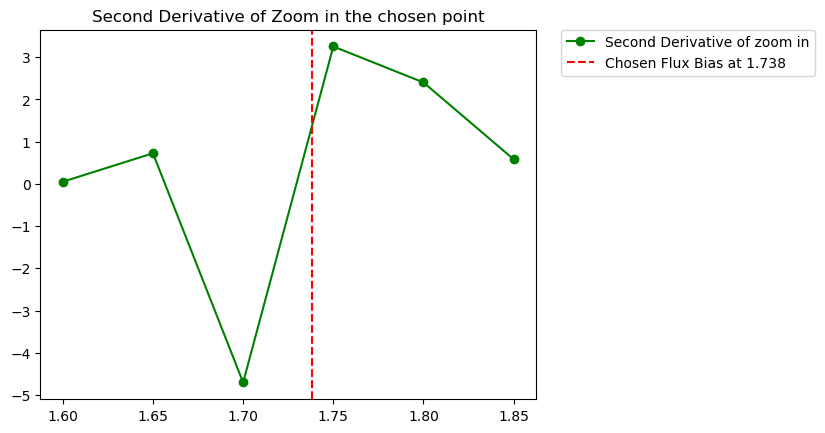 Second Derivative of Zoom in the chosen point
Second Derivative of zoom in
Chosen Flux Bias at 1.738
3
2
1
0
−1
−2
−3
−4
−5
1.60 1.65 1.70 1.75 1.80 1.85